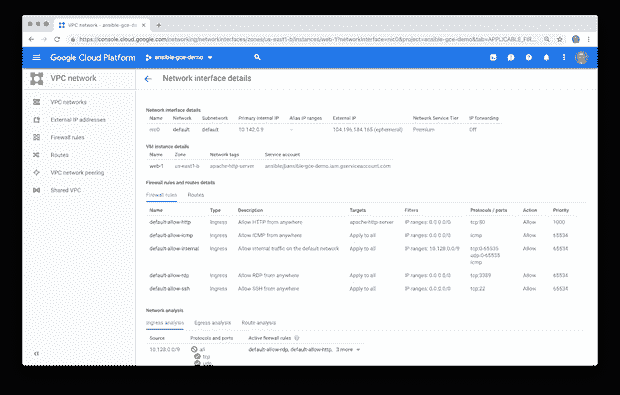 VPC network - ansible-gce-dem
https://console.cloud.google.com/networking/networkinterfaces/zones/us-east1-b/instances/web-1?networkInterface=nic0&project=ansible-gce-demo&tab=APPLICABLE_FIR...
Google Cloud Platform
ansible-gce-demo
VPC network
Network interface details
VPC networks
External IP addresses
Firewall rules
Routes
VPC network peering
Shared VPC
Network interface details
Name Network Subnetwork Primary internal IP Alias IP ranges External IP Network Service Tier IP forwarding
nic0 default default 10.142.0.9 – 104.196.184.165 (ephemeral) Premium Off
VM instance details
Name Zone Network tags Service account
web-1 us-east1-b apache-http-server ansible@ansible-gce-demo.iam.gserviceaccount.com
Firewall rules and routes details
Firewall rules Routes
Name Type Description Targets Filters Protocols / ports Action Priority
default-allow-http Ingress Allow HTTP from anywhere apache-http-server IP ranges: 0.0.0.0/0 tcp:80 Allow 1000
default-allow-icmp Ingress Allow ICMP from anywhere Apply to all IP ranges: 0.0.0.0/0 icmp Allow 65534
default-allow-internal Ingress Allow internal traffic on the default network Apply to all IP ranges: 10.128.0.0/9 tcp:0-65535 Allow 65534
udp:0-65535
icmp
default-allow-rdp Ingress Allow RDP from anywhere Apply to all IP ranges: 0.0.0.0/0 tcp:3389 Allow 65534
default-allow-ssh Ingress Allow SSH from anywhere Apply to all IP ranges: 0.0.0.0/0 tcp:22 Allow 65534
Network analysis
Ingress analysis Egress analysis Route analysis
Source Protocols and ports Active firewall rules
10.128.0.0/9 all default-allow-rdp, default-allow-http, 3 more
tcp